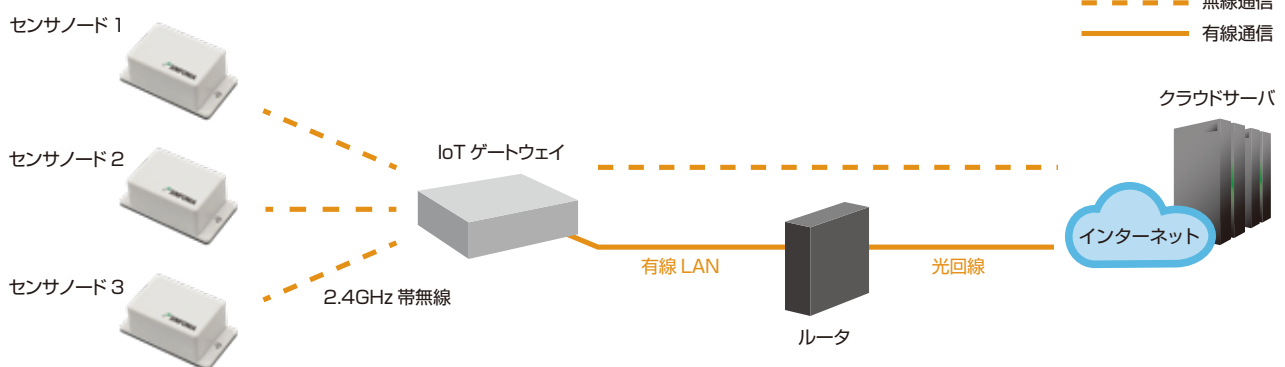 無線通信
有線通信
センサノード 1
センサノード 2
センサノード 3
SINFONIA
SINFONIA
SINFONIA
IoT ゲートウェイ
2.4GHz 帯無線
有線 LAN
ルータ
光回線
クラウドサーバ
インターネット